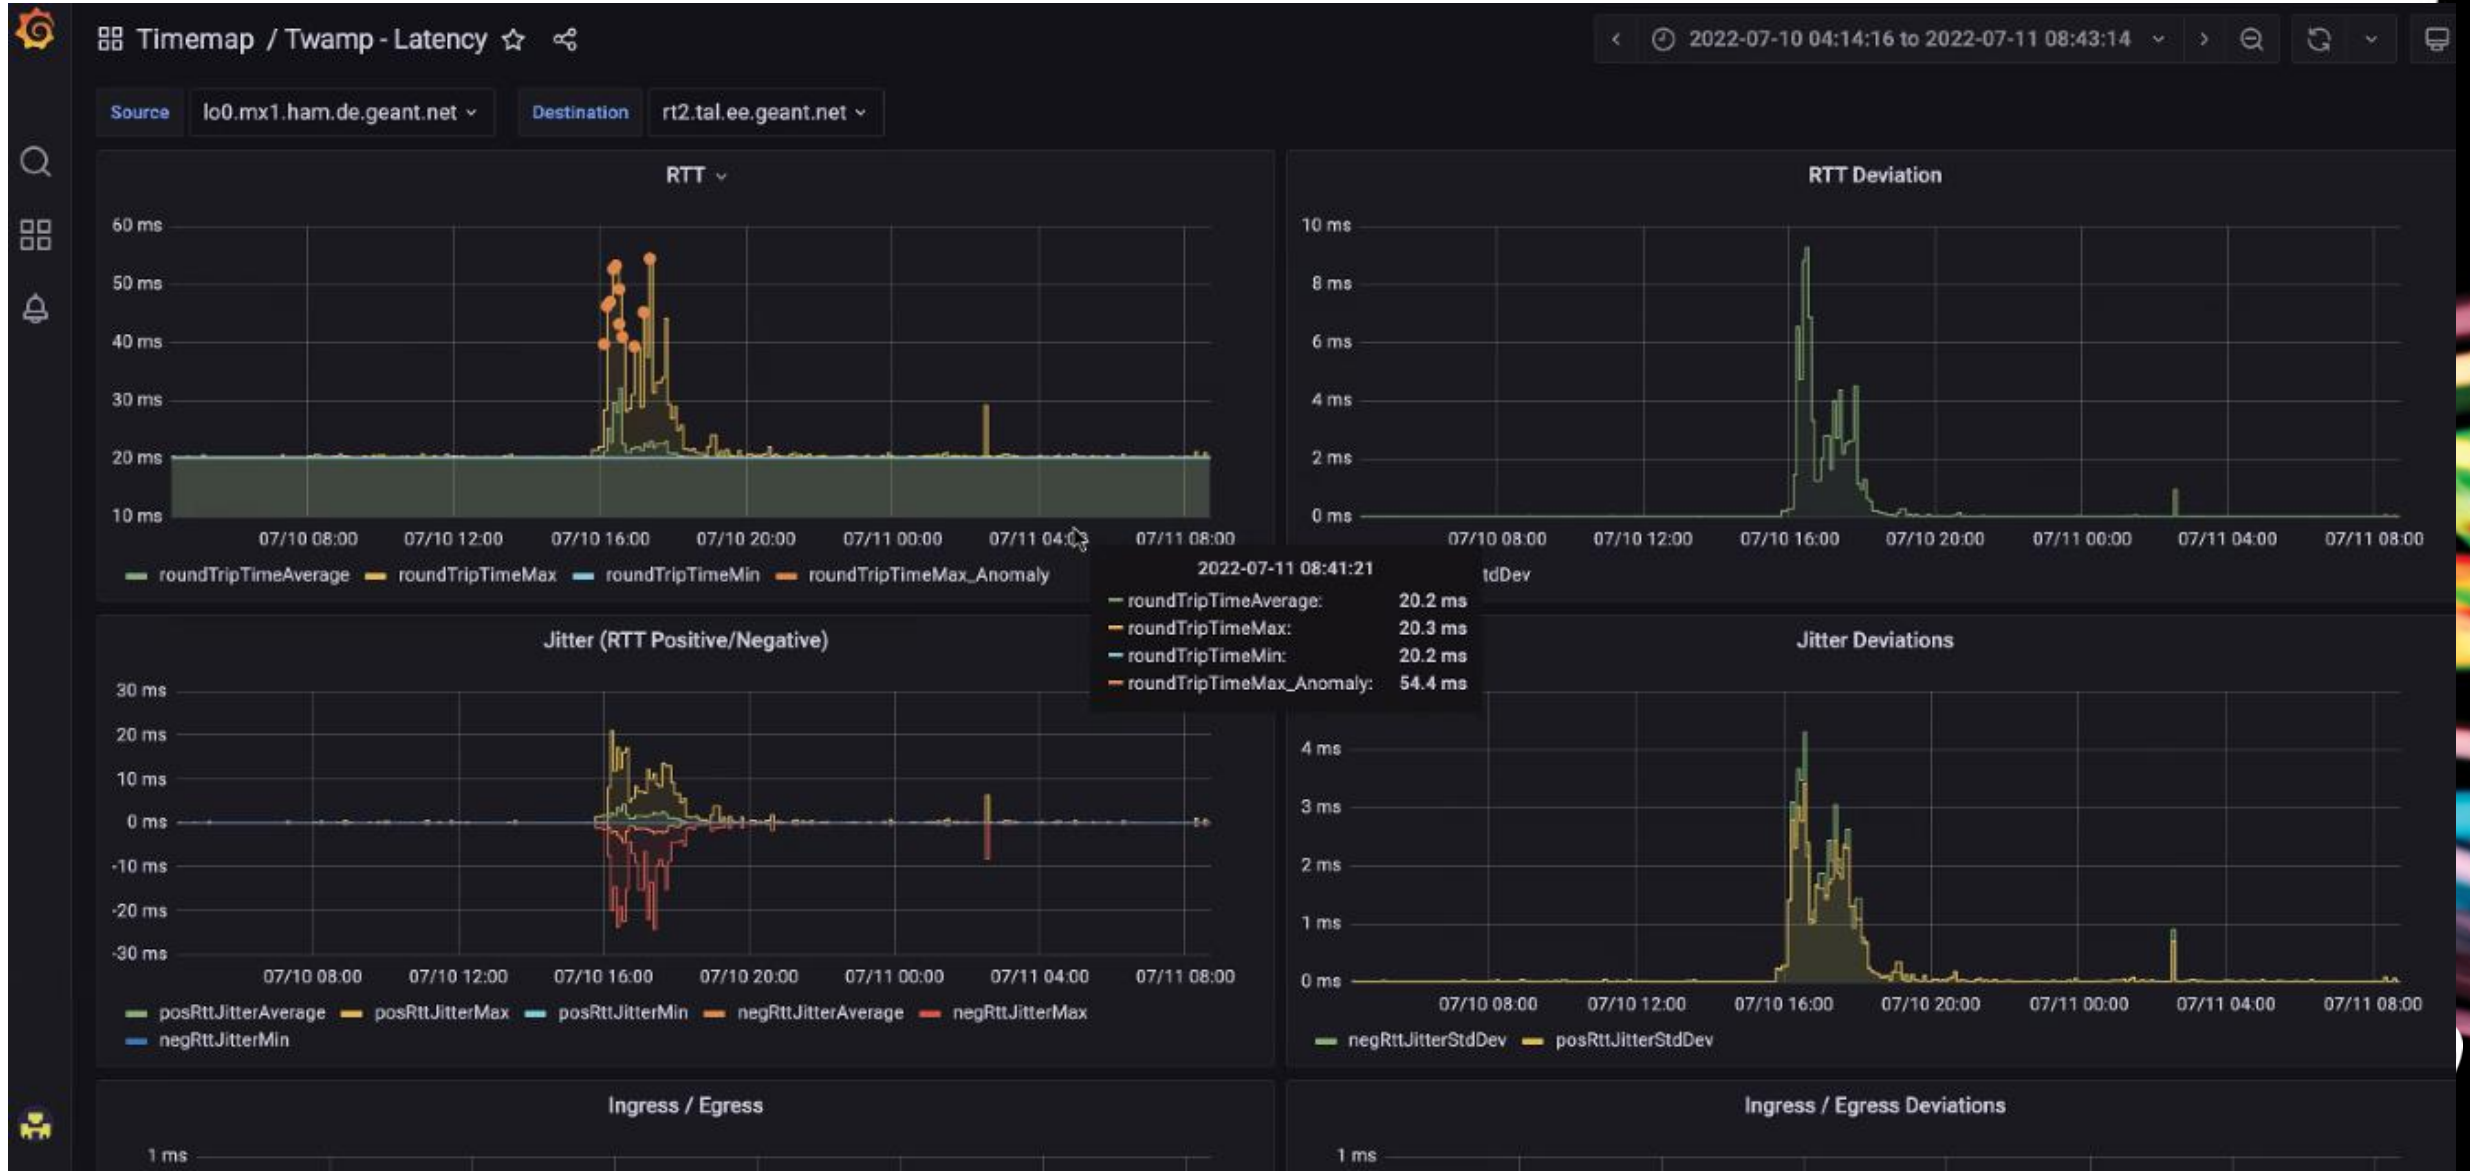 Timemap / Twamp - Latency
2022-07-10 04:14:16 to 2022-07-11 08:43:14
Source lo0.mx1.ham.de.geant.net Destination rt2.tal.ee.geant.net
RTT
60 ms
50 ms
40 ms
30 ms
20 ms
10 ms
07/10 08:00 07/10 12:00 07/10 16:00 07/10 20:00 07/11 00:00 07/11 04:00 07/11 08:00
roundTripTimeAverage roundTripTimeMax roundTripTimeMin roundTripTimeMax_Anomaly
RTT Deviation
10 ms
8 ms
6 ms
4 ms
2 ms
0 ms
07/10 08:00 07/10 12:00 07/10 16:00 07/10 20:00 07/11 00:00 07/11 04:00 07/11 08:00
tdDev
2022-07-11 08:41:21
roundTripTimeAverage: 20.2 ms
roundTripTimeMax: 20.3 ms
roundTripTimeMin: 20.2 ms
roundTripTimeMax_Anomaly: 54.4 ms
Jitter (RTT Positive/Negative)
30 ms
20 ms
10 ms
0 ms
-10 ms
-20 ms
-30 ms
07/10 08:00 07/10 12:00 07/10 16:00 07/10 20:00 07/11 00:00 07/11 04:00 07/11 08:00
posRttJitterAverage posRttJitterMax posRttJitterMin negRttJitterAverage negRttJitterMax
negRttJitterMin
Jitter Deviations
4 ms
3 ms
2 ms
1 ms
0 ms
07/10 08:00 07/10 12:00 07/10 16:00 07/10 20:00 07/11 00:00 07/11 04:00 07/11 08:00
negRttJitterStdDev posRttJitterStdDev
Ingress / Egress
1 ms
Ingress / Egress Deviations
1 ms